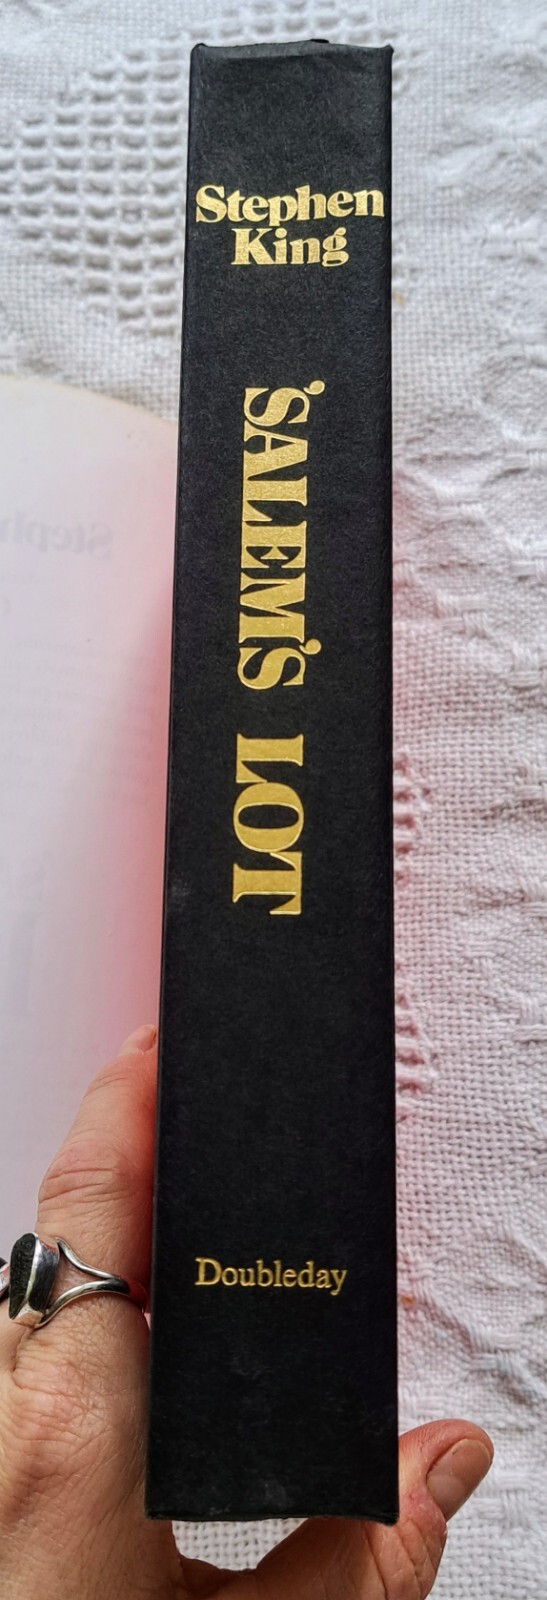 Stephen
King
'SALEM'S LOT
Doubleday